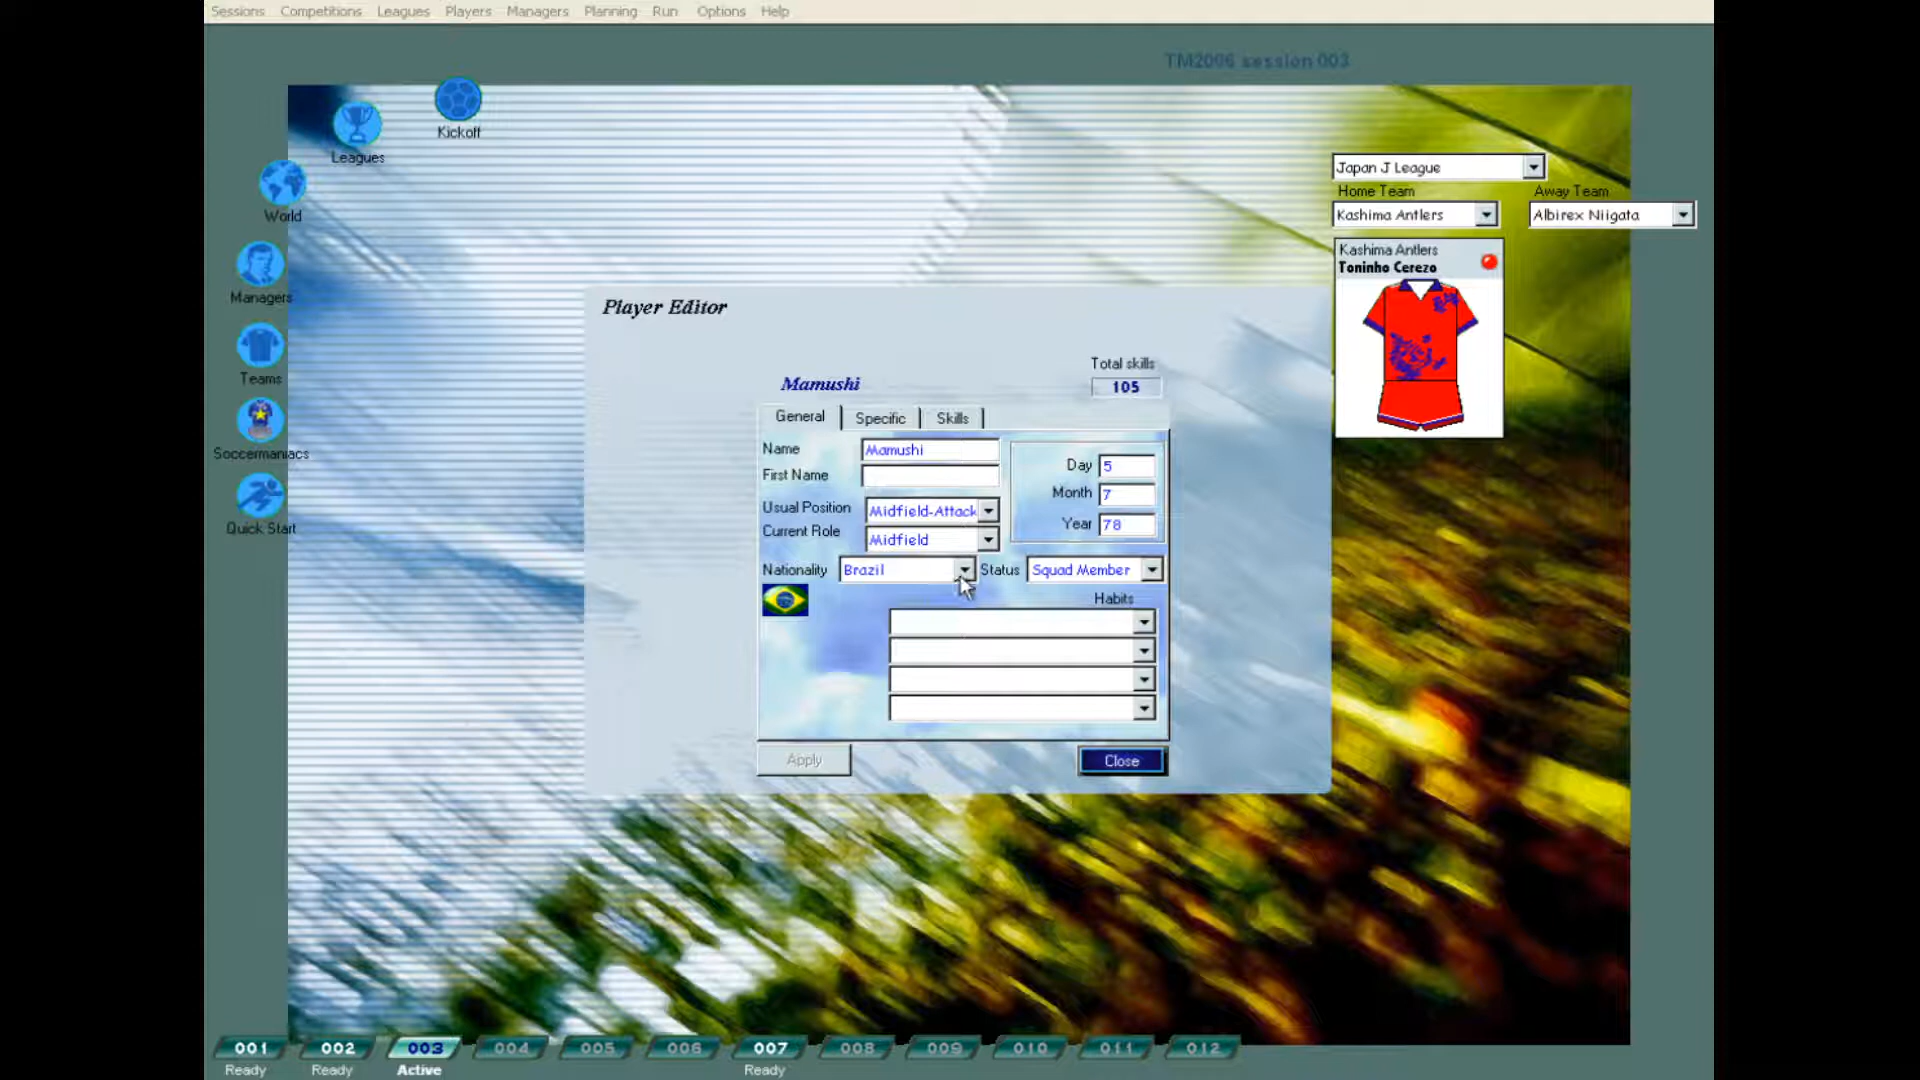 Sessions Competitions Leagues Players Managers Planning Run Options Help
TM2006 session 003
Kickoff
Leagues
World
Managers
Teams
Soccermaniacs
Quick Start
Japan J League
Home Team
Away Team
Kashima Antlers
Albirex Niigata
Kashima Antlers
Toninho Cerezo
Player Editor
Total skills
105
Mamushi
General Specific Skills
Name Mamushi
First Name
Day 5
Month 7
Year 78
Usual Position Midfield-Attack
Current Role Midfield
Nationality Brazil Status Squad Member
Habits
Apply Close
001 002 003 004 005 006 007 008 009 010 011 012
Ready Ready Active Ready